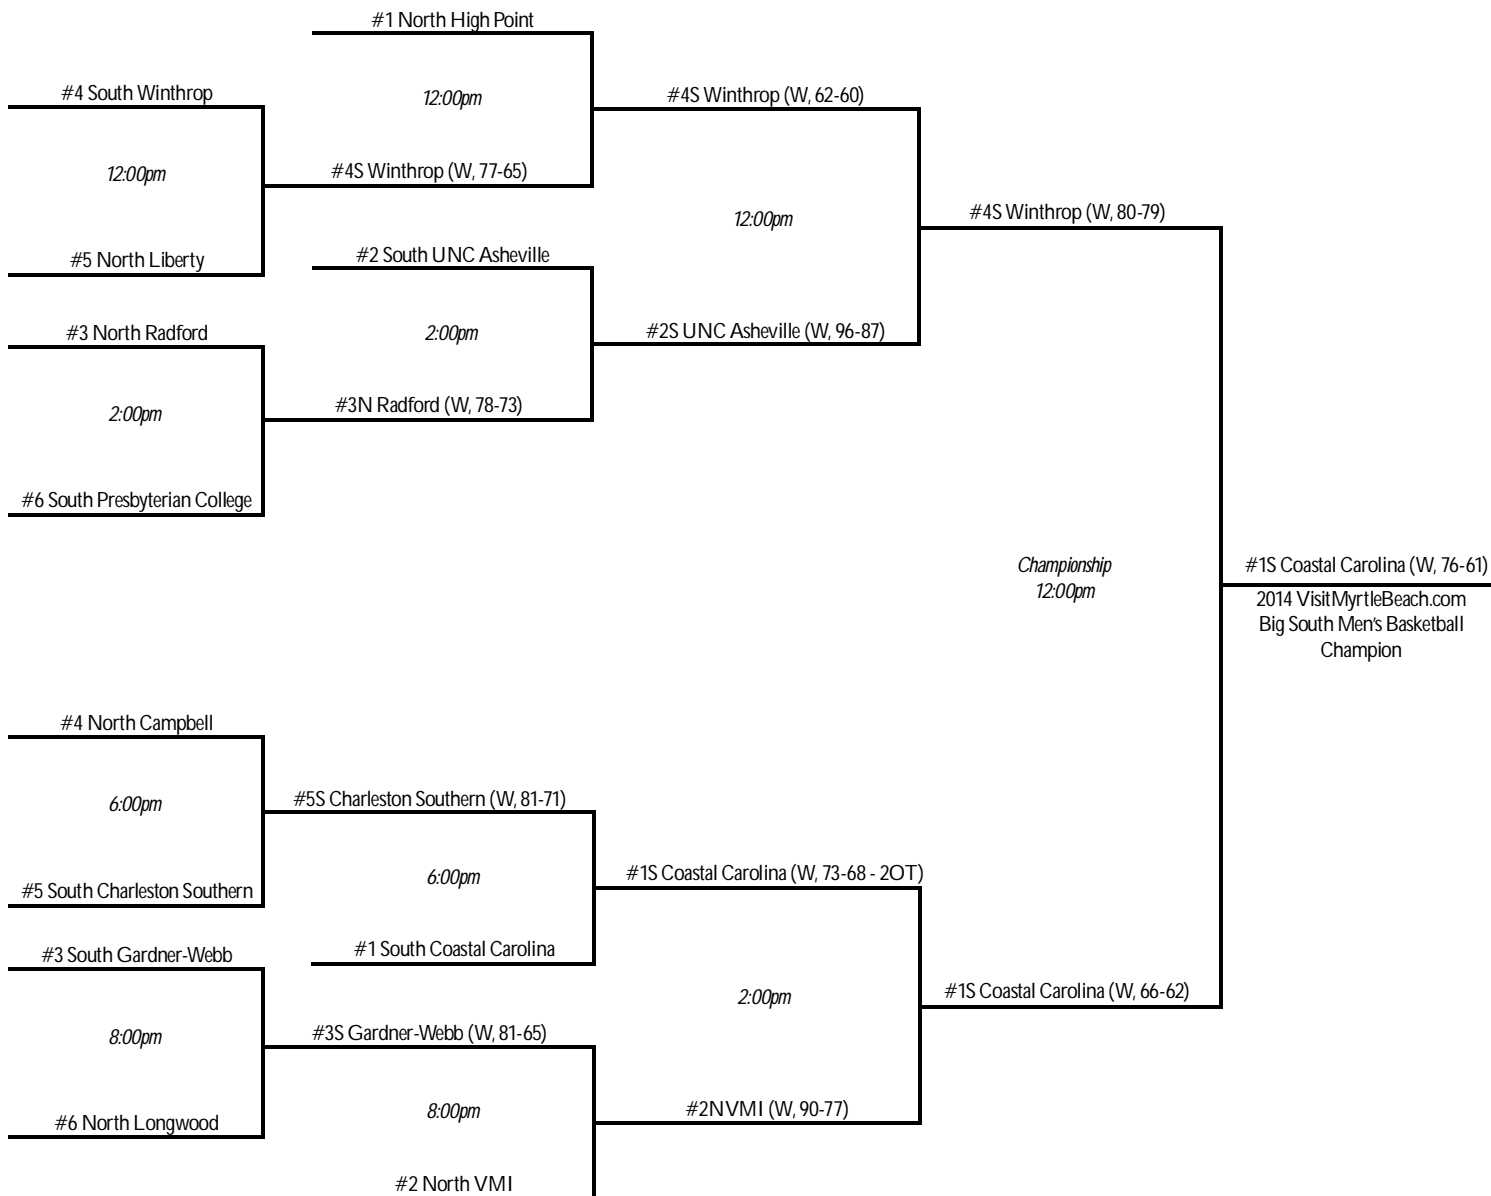 #1 North High Point
#4 South Winthrop
12:00pm
#4S Winthrop (W, 62-60)
12:00pm
#4S Winthrop (W, 77-65)
#5 North Liberty
12:00pm
#4S Winthrop (W, 80-79)
#2 South UNC Asheville
#3 North Radford
2:00pm
#2S UNC Asheville (W, 96-87)
2:00pm
#3N Radford (W, 78-73)
#6 South Presbyterian College
Championship
12:00pm
#1S Coastal Carolina (W, 76-61)
2014 VisitMyrtleBeach.com
Big South Men's Basketball
Champion
#4 North Campbell
6:00pm
#5S Charleston Southern (W, 81-71)
#5 South Charleston Southern
6:00pm
#1S Coastal Carolina (W, 73-68 - 2OT)
#1 South Coastal Carolina
#3 South Gardner-Webb
2:00pm
#1S Coastal Carolina (W, 66-62)
8:00pm
#3S Gardner-Webb (W, 81-65)
#6 North Longwood
8:00pm
#2N VMI (W, 90-77)
#2 North VMI